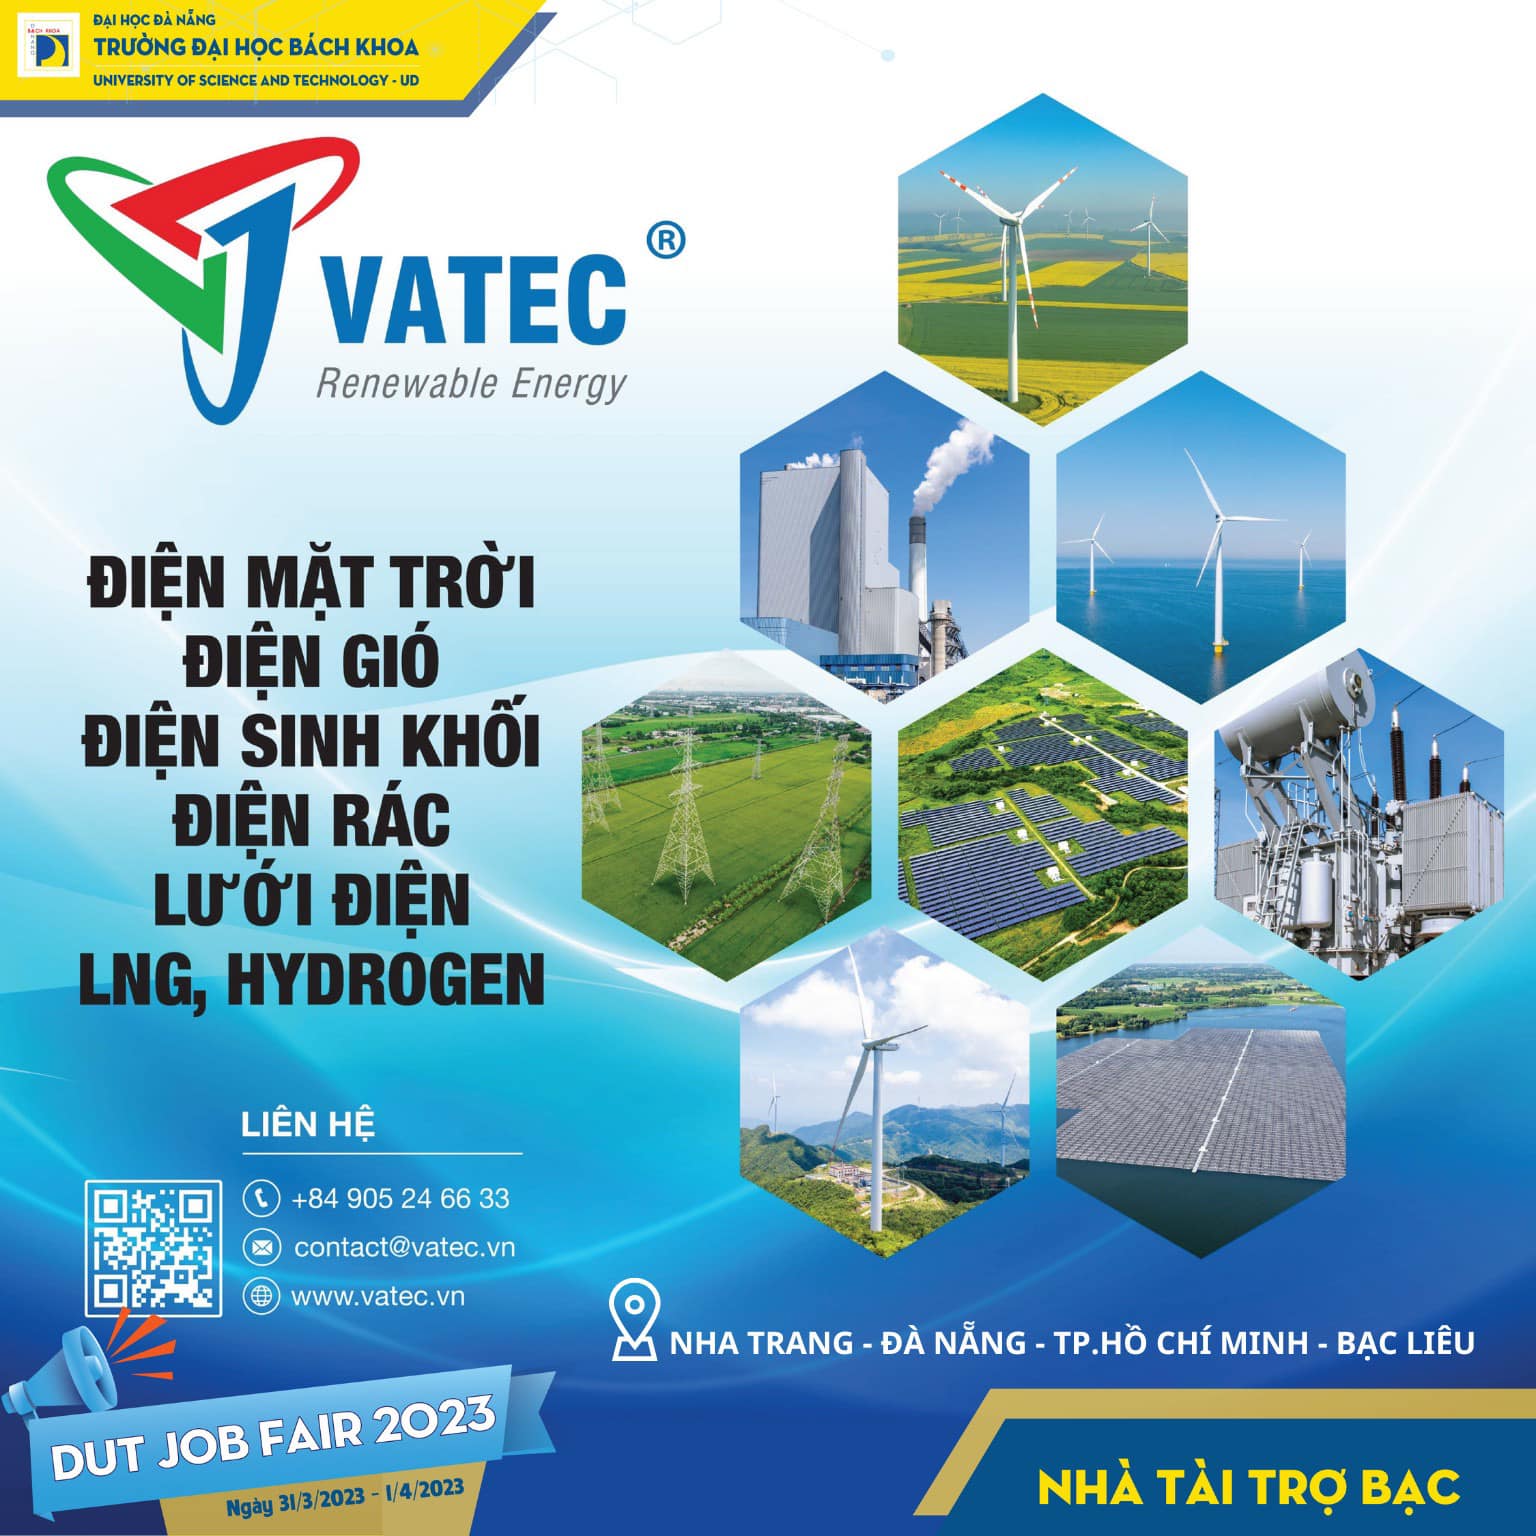 ĐẠI HỌC ĐÀ NẴNG
TRƯỜNG ĐẠI HỌC BÁCH KHOA
UNIVERSITY OF SCIENCE AND TECHNOLOGY - UD
BÁCH KHOA
VATEC ®
Renewable Energy
ĐIỆN MẶT TRỜI
ĐIỆN GIÓ
ĐIỆN SINH KHỐI
ĐIỆN RÁC
LƯỚI ĐIỆN
LNG, HYDROGEN
LIÊN HỆ
+84 905 24 66 33
contact@vatec.vn
www.vatec.vn
NHA TRANG - ĐÀ NẴNG - TP.HỒ CHÍ MINH - BẠC LIÊU
DUT JOB FAIR 2023
Ngày 31/3/2023 - 1/4/2023
NHÀ TÀI TRỢ BẠC